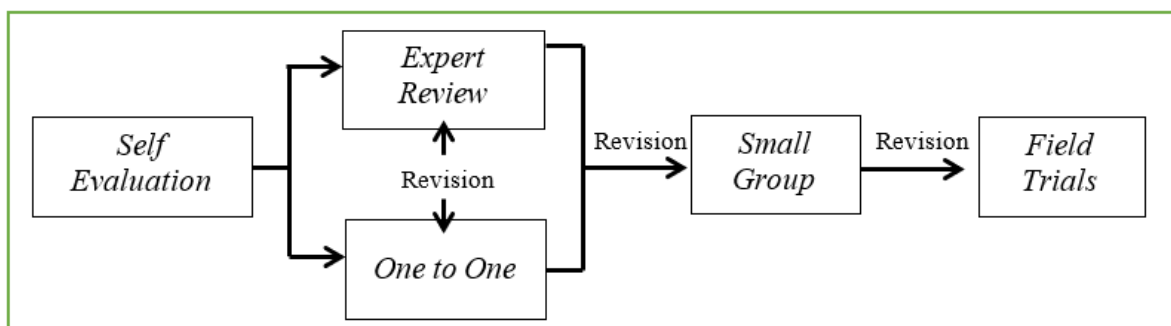 Self
Evaluation
Expert
Review
Revision
One to One
Revision
Small
Group
Revision
Field
Trials